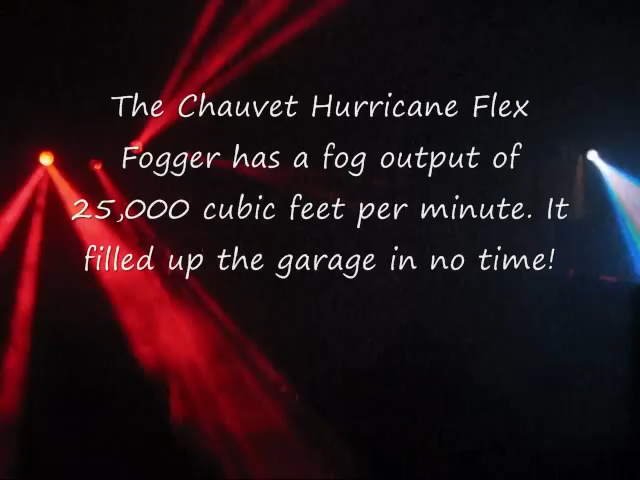 The Chauvet Hurricane Flex
Fogger has a fog output of
25,000 cubic feet per minute. It
filled up the garage in no time!